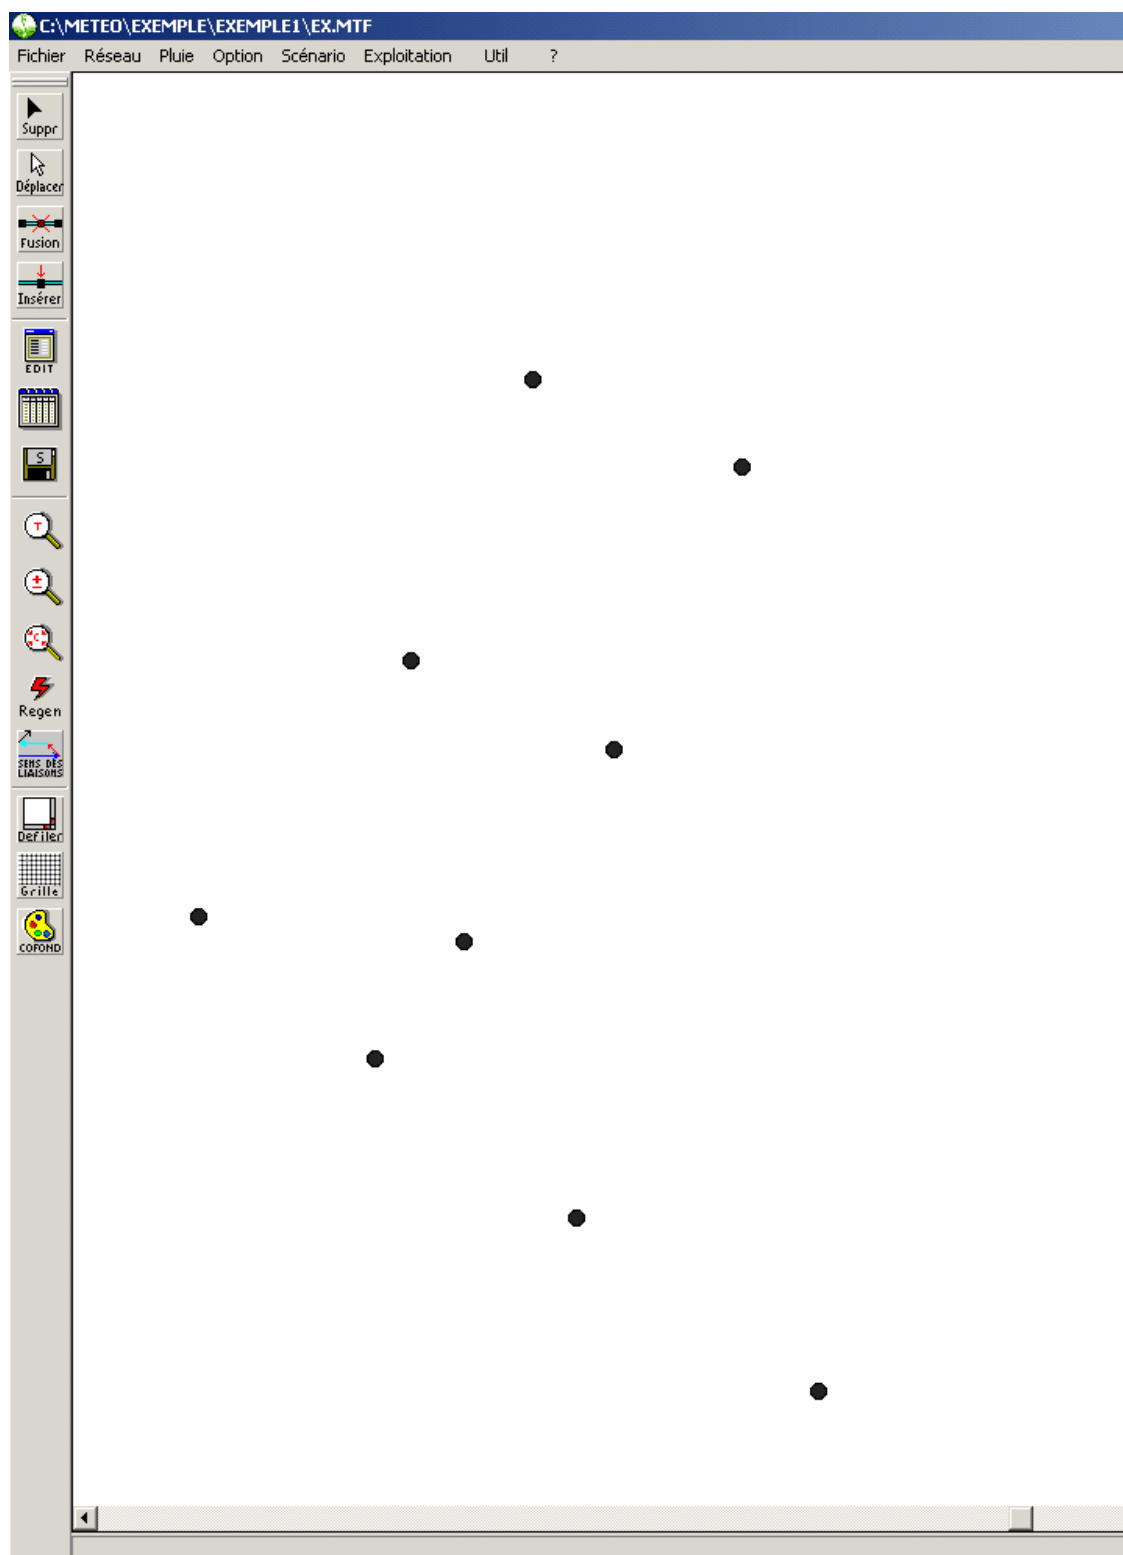 C:\METEO\EXEMPLE\EXEMPLE1\EX.MTF
Fichier Réseau Pluie Option Scénario Exploitation Util ?
Suppr
Déplacer
Fusion
Insérer
EDIT
S
T
±
C
Regen
SENS DES
LIAISONS
Defiler
Grille
COFOND